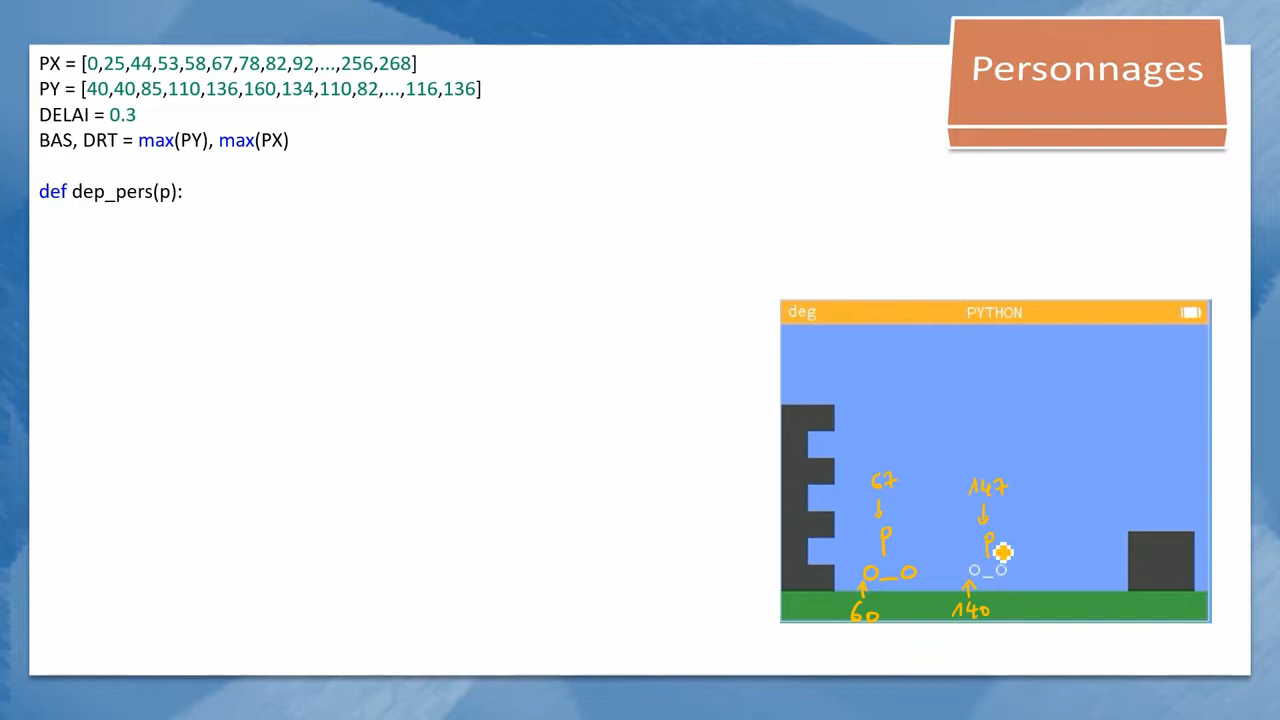 Personnages
PX = [0,25,44,53,58,67,78,82,92,...,256,268]
PY = [40,40,85,110,136,160,134,110,82,...,116,136]
DELAI = 0.3
BAS, DRT = max(PY), max(PX)
def dep_pers(p):
deg PYTHON
67 147
P P
o_o o_o
60 140